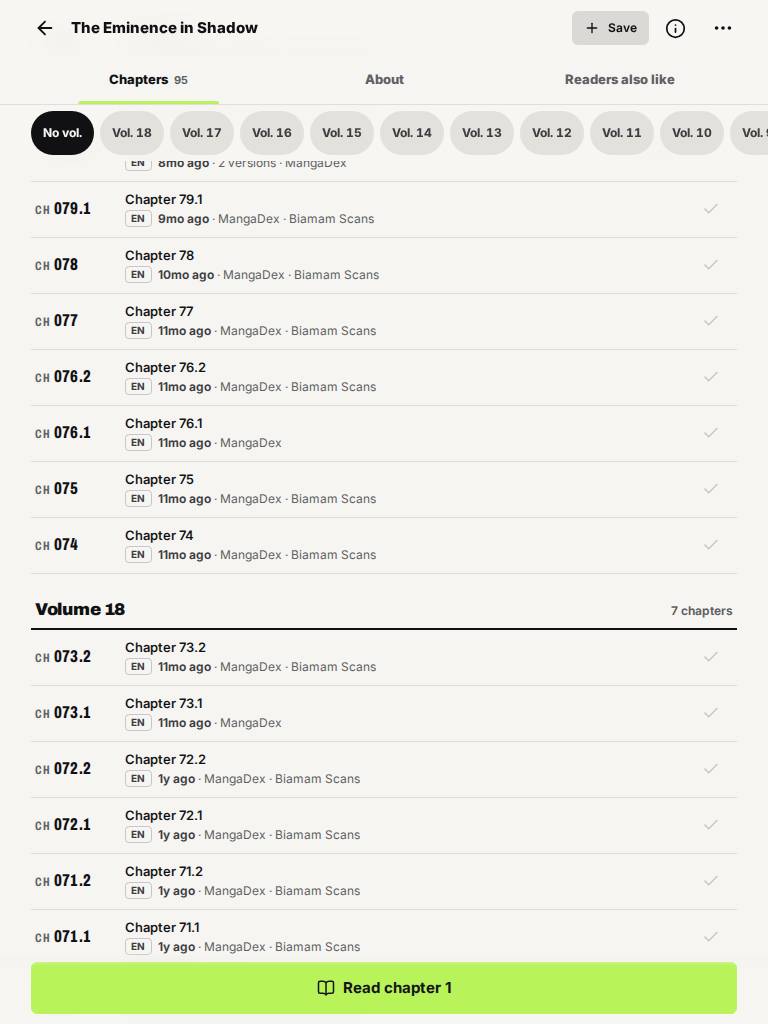 The Eminence in Shadow
Save
Chapters 95
About
Readers also like
No vol.
Vol. 18
Vol. 17
Vol. 16
Vol. 15
Vol. 14
Vol. 13
Vol. 12
Vol. 11
Vol. 10
Vol.
EN 8mo ago · 2 versions · MangaDex
CH 079.1
Chapter 79.1
EN 9mo ago · MangaDex · Biamam Scans
CH 078
Chapter 78
EN 10mo ago · MangaDex · Biamam Scans
CH 077
Chapter 77
EN 11mo ago · MangaDex · Biamam Scans
CH 076.2
Chapter 76.2
EN 11mo ago · MangaDex · Biamam Scans
CH 076.1
Chapter 76.1
EN 11mo ago · MangaDex
CH 075
Chapter 75
EN 11mo ago · MangaDex · Biamam Scans
CH 074
Chapter 74
EN 11mo ago · MangaDex · Biamam Scans
Volume 18
7 chapters
CH 073.2
Chapter 73.2
EN 11mo ago · MangaDex · Biamam Scans
CH 073.1
Chapter 73.1
EN 11mo ago · MangaDex
CH 072.2
Chapter 72.2
EN 1y ago · MangaDex · Biamam Scans
CH 072.1
Chapter 72.1
EN 1y ago · MangaDex · Biamam Scans
CH 071.2
Chapter 71.2
EN 1y ago · MangaDex · Biamam Scans
CH 071.1
Chapter 71.1
EN 1y ago · MangaDex · Biamam Scans
Read chapter 1